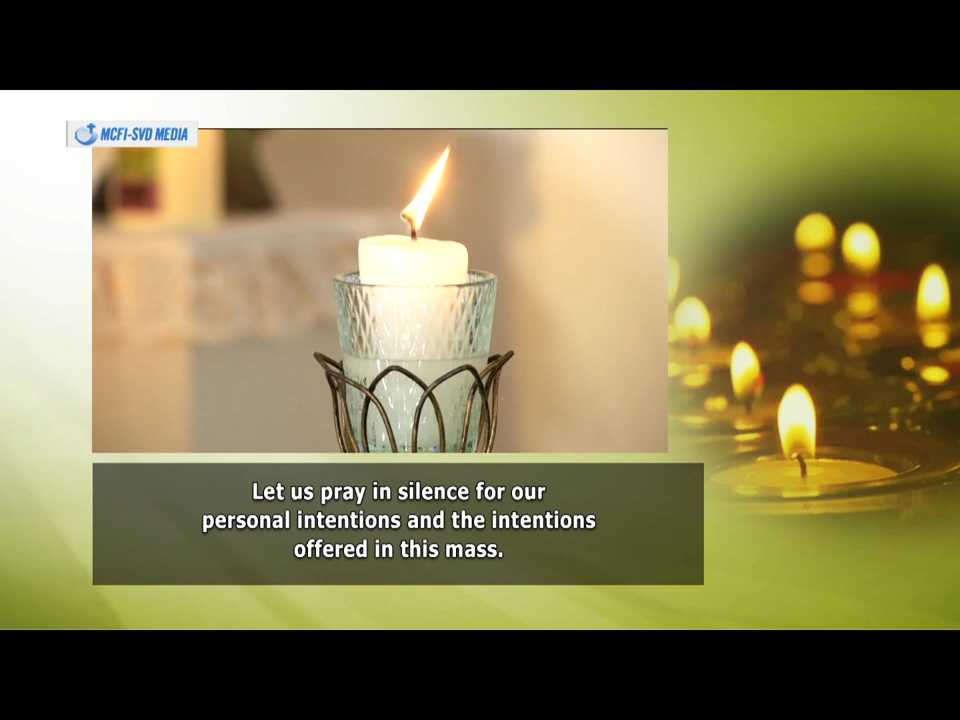 MCFI-SVD MEDIA
Let us pray in silence for our
personal intentions and the intentions
offered in this mass.